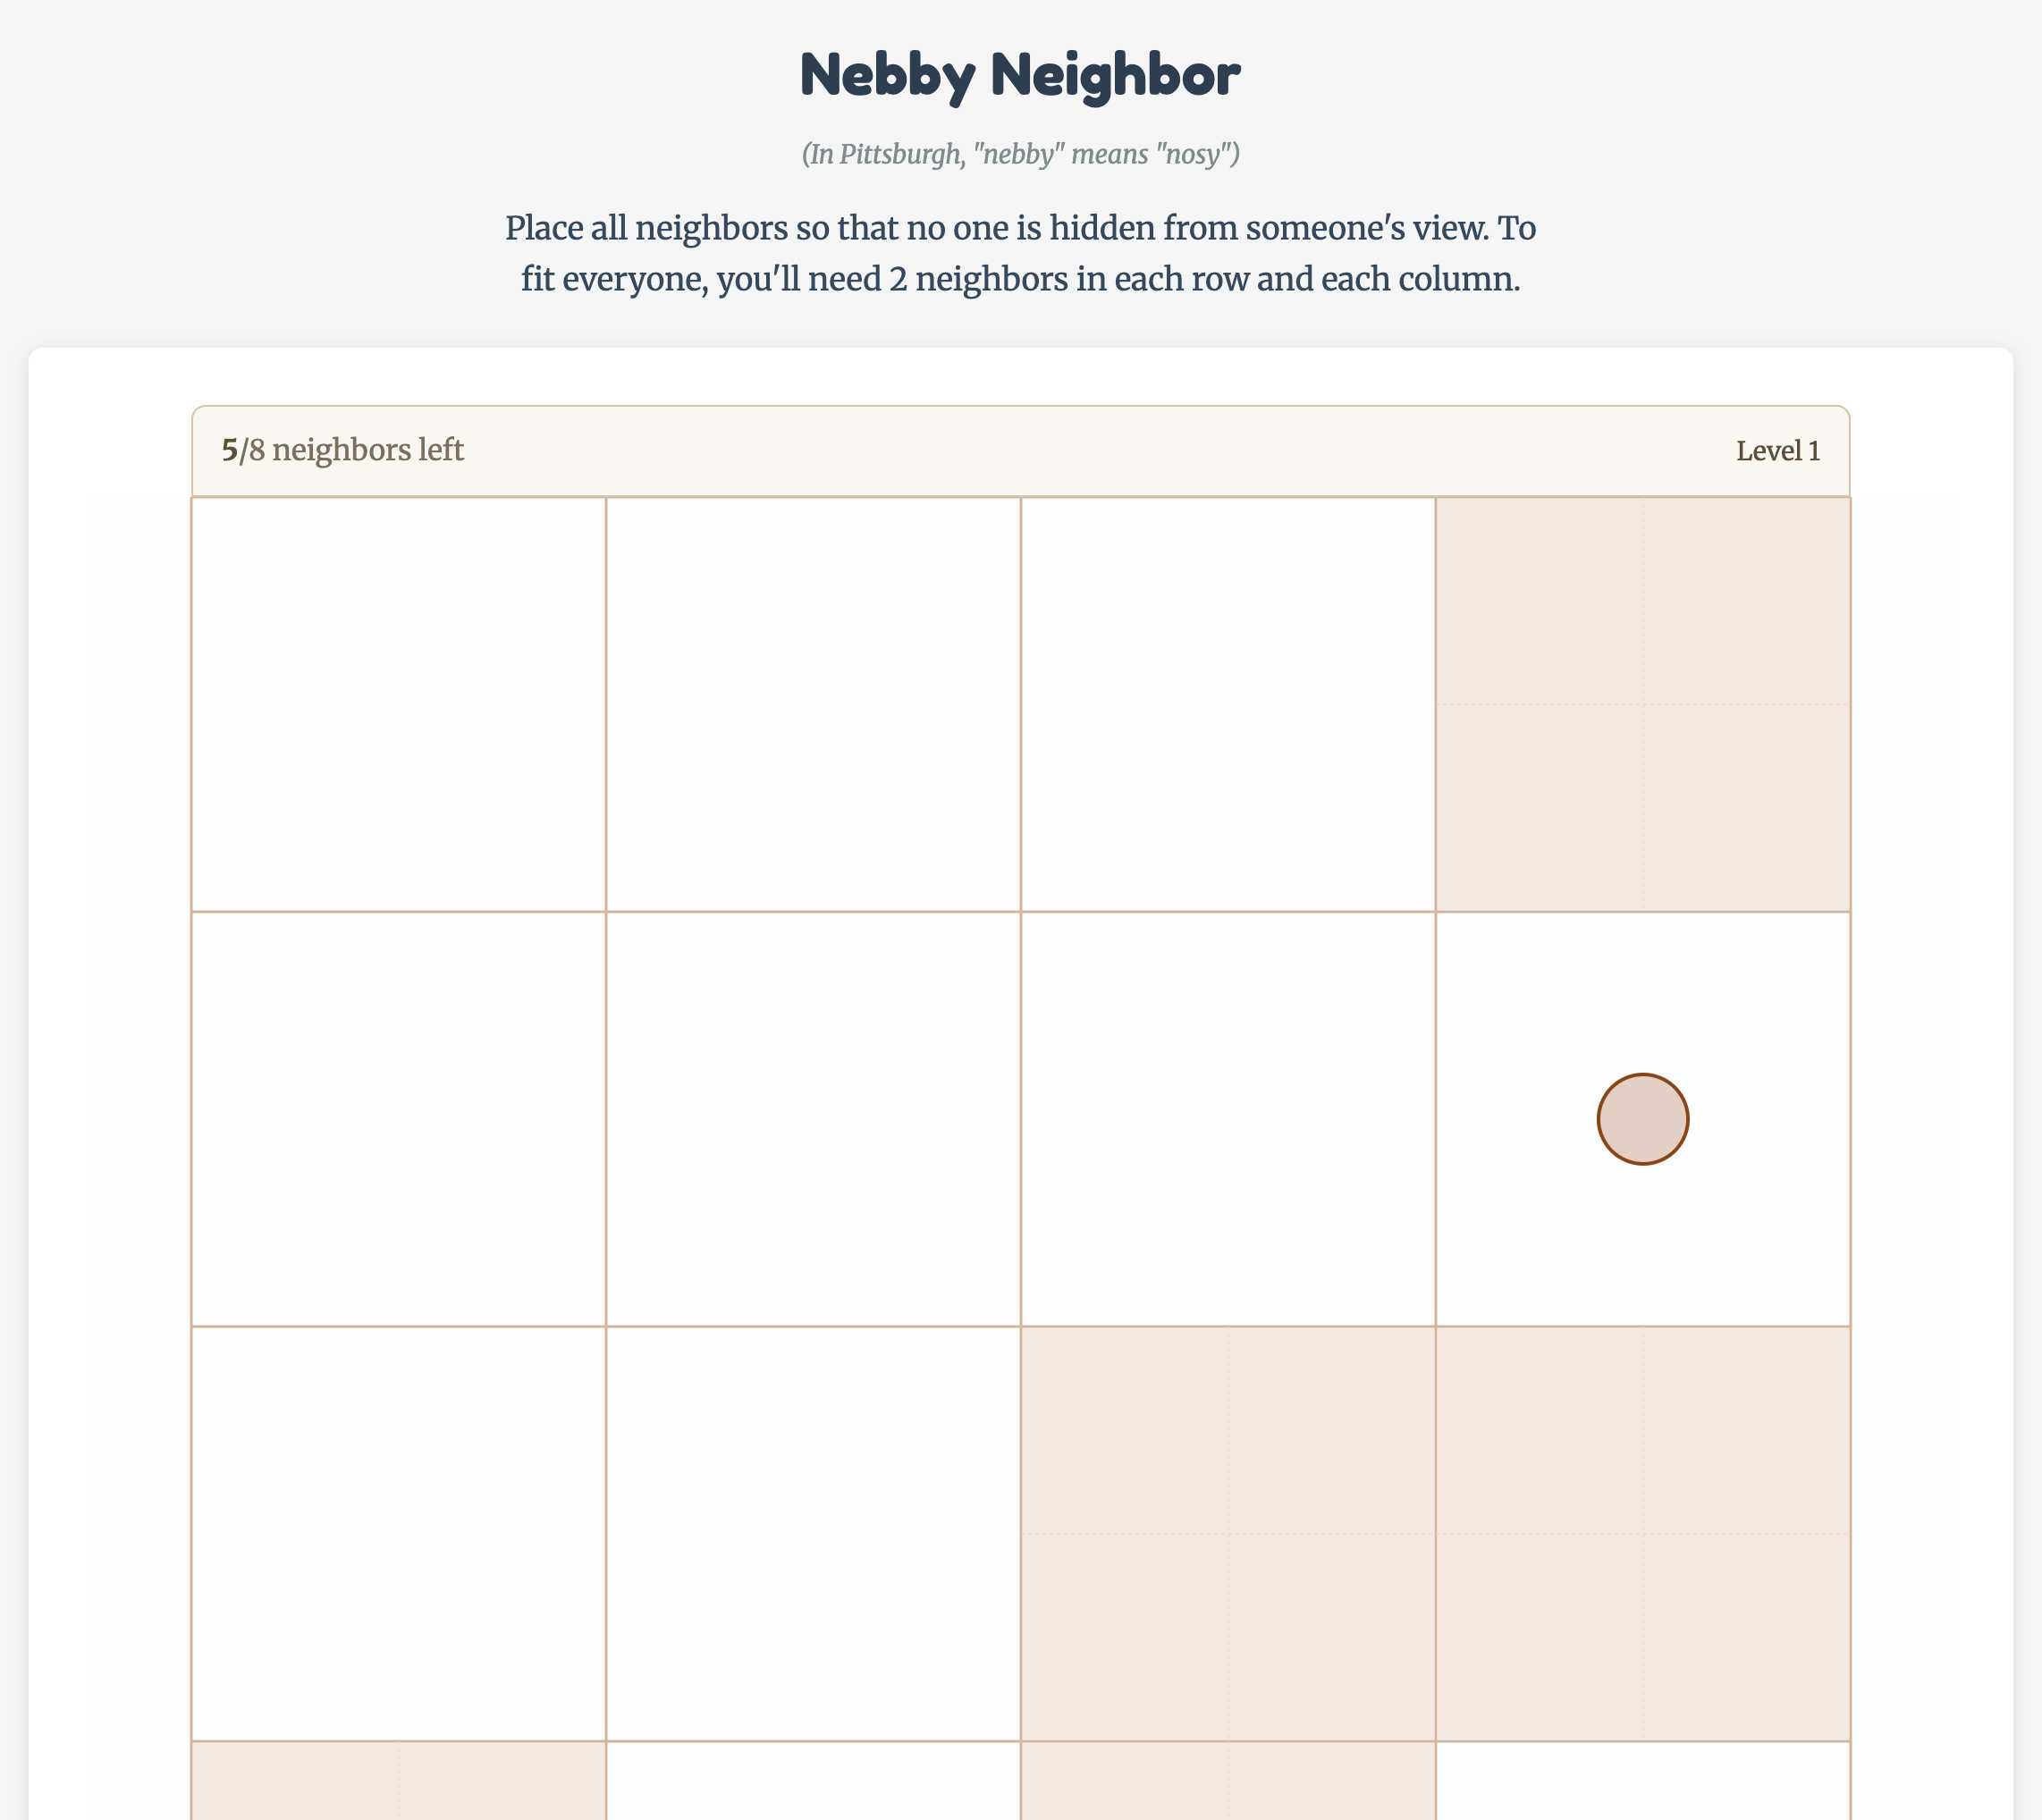 Nebby Neighbor
(In Pittsburgh, "nebby" means "nosy")
Place all neighbors so that no one is hidden from someone's view. To
fit everyone, you'll need 2 neighbors in each row and each column.
5/8 neighbors left
Level 1